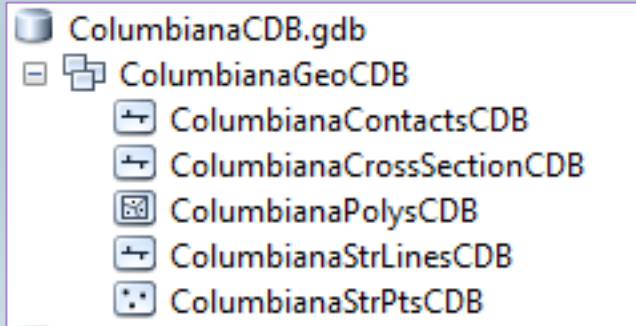 ColumbianaCDB.gdb
ColumbianaGeoCDB
ColumbianaContactsCDB
ColumbianaCrossSectionCDB
ColumbianaPolysCDB
ColumbianaStrLinesCDB
ColumbianaStrPtsCDB